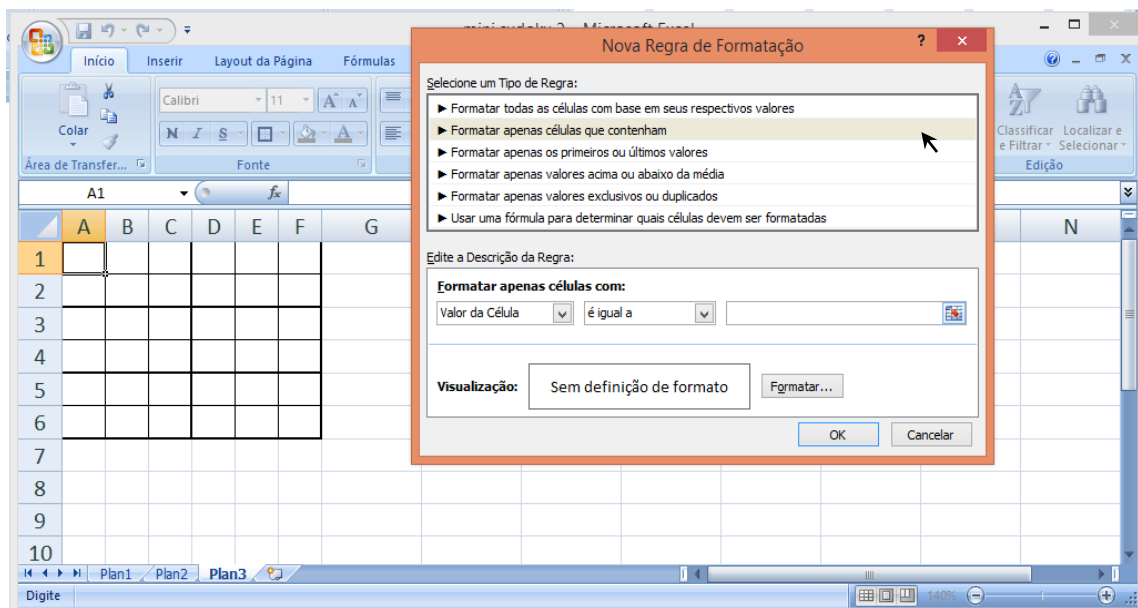 Nova Regra de Formatação
?
Início Inserir Layout da Página Fórmulas
Calibri 11
Colar
N I S
Área de Transfer... Fonte
Classificar e Filtrar Localizar e Selecionar
Edição
A1
fx
A B C D E F G N
1
2
3
4
5
6
7
8
9
10
Selecione um Tipo de Regra:
► Formatar todas as células com base em seus respectivos valores
► Formatar apenas células que contenham
► Formatar apenas os primeiros ou últimos valores
► Formatar apenas valores acima ou abaixo da média
► Formatar apenas valores exclusivos ou duplicados
► Usar uma fórmula para determinar quais células devem ser formatadas
Edite a Descrição da Regra:
Formatar apenas células com:
Valor da Célula é igual a
Visualização: Sem definição de formato Formatar...
OK Cancelar
Plan1 Plan2 Plan3
Digite 140%